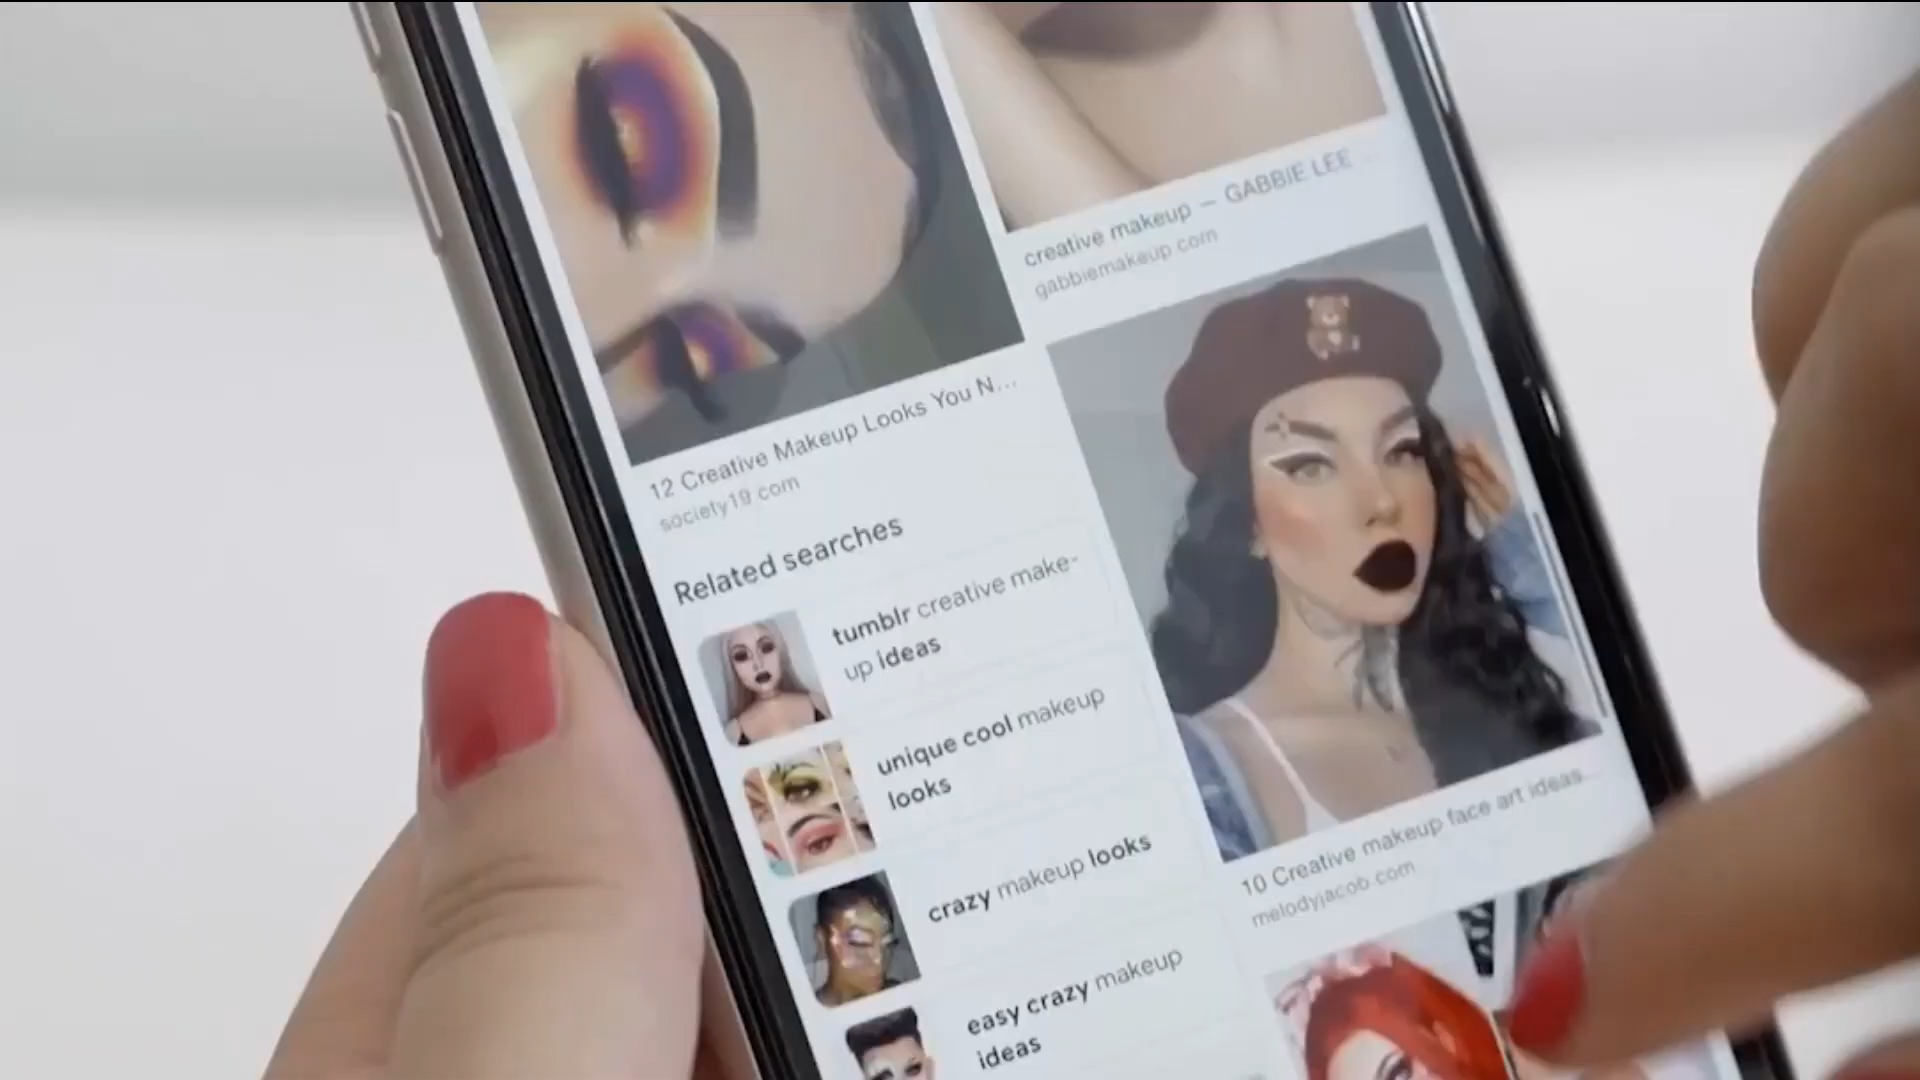 creative makeup – GABBIE LEE ...
gabbiemakeup.com
12 Creative Makeup Looks You N...
society19.com
Related searches
tumblr creative make-
up ideas
unique cool makeup
looks
crazy makeup looks
easy crazy makeup
ideas
10 Creative makeup face art ideas...
melodyjacob.com